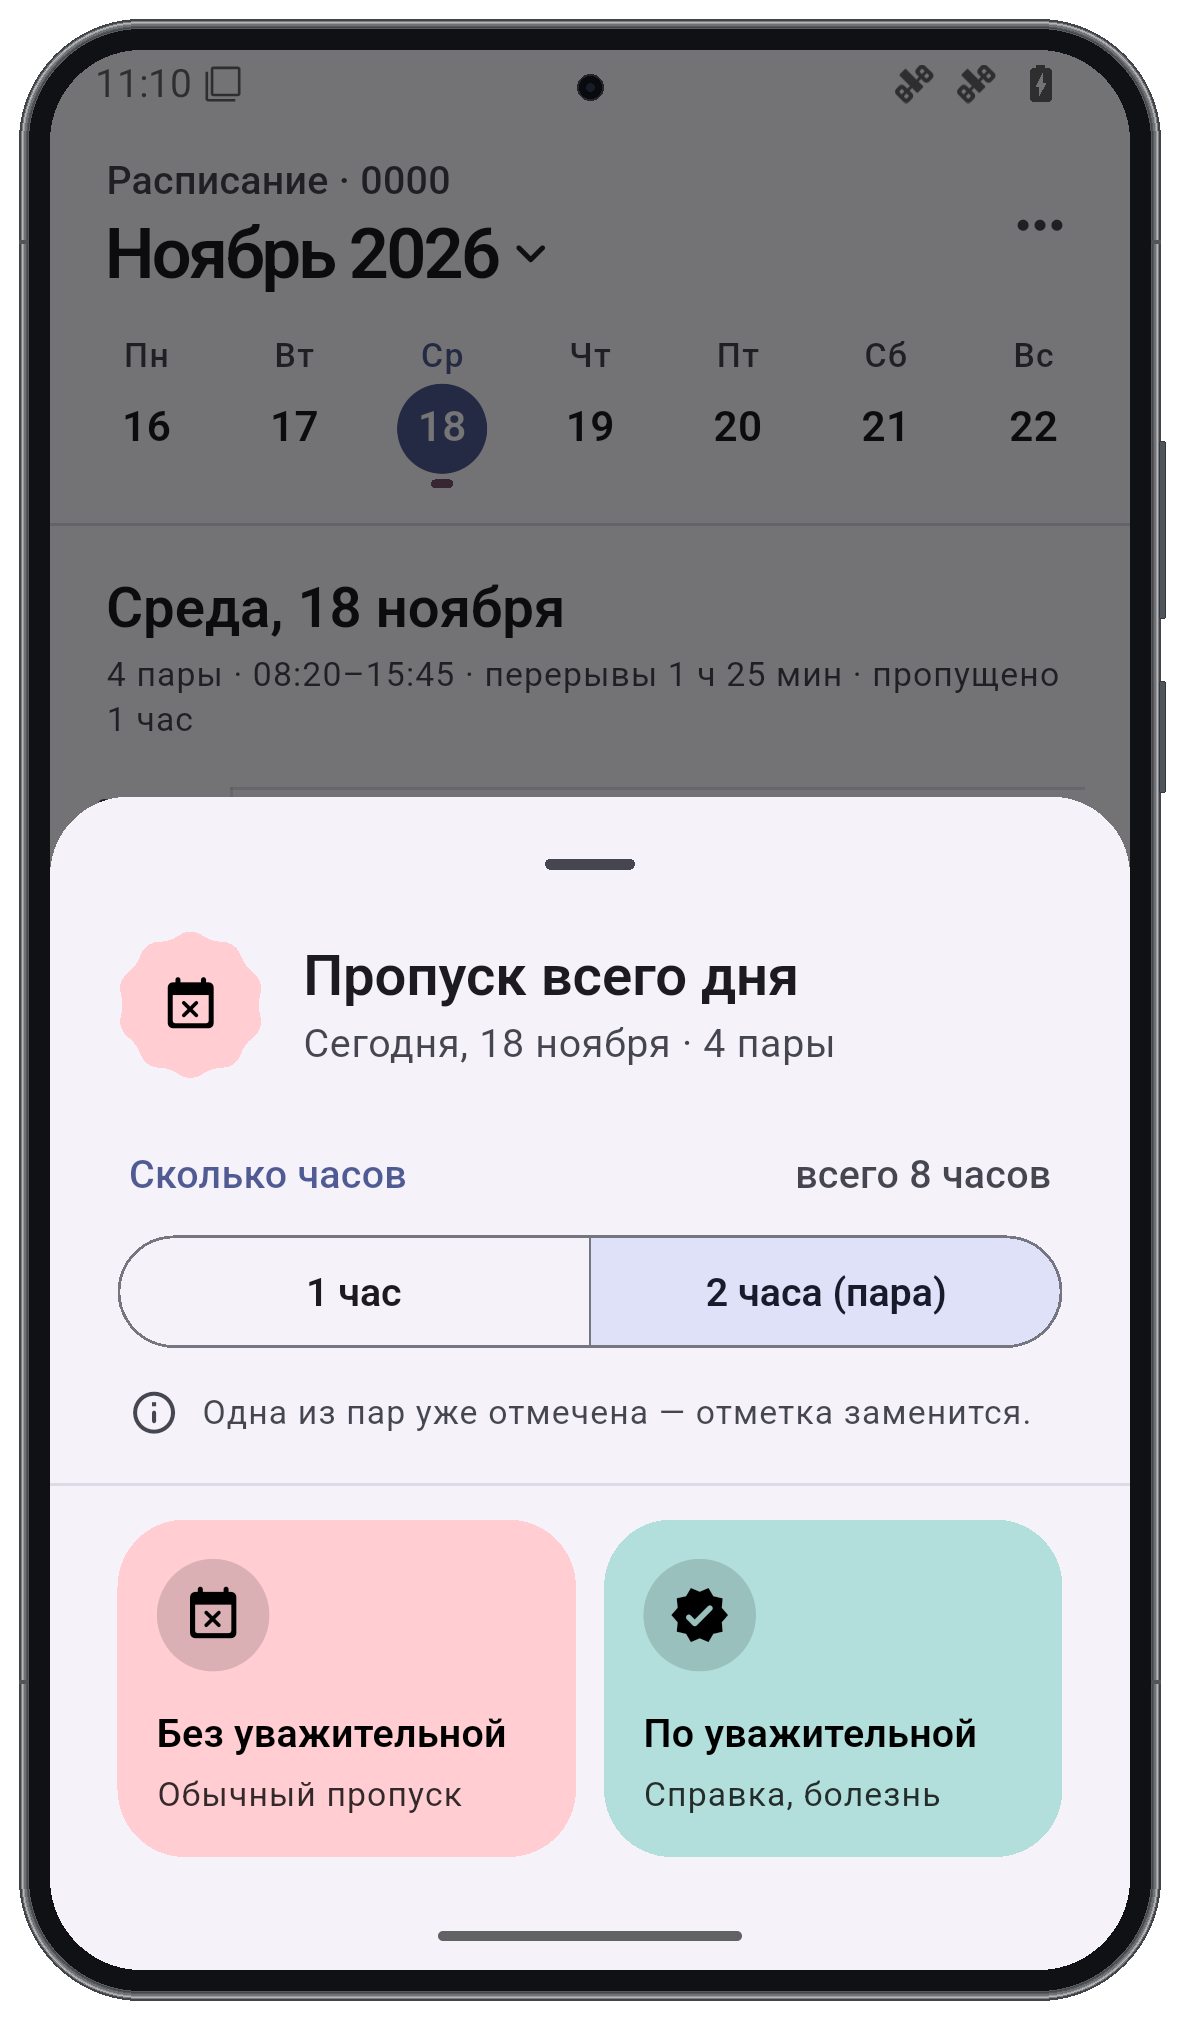 11:10
Расписание · 0000
Ноябрь 2026
Пн Вт Ср Чт Пт Сб Вс
16 17 18 19 20 21 22
Среда, 18 ноября
4 пары · 08:20–15:45 · перерывы 1 ч 25 мин · пропущено
1 час
Пропуск всего дня
Сегодня, 18 ноября · 4 пары
Сколько часов всего 8 часов
1 час 2 часа (пара)
Одна из пар уже отмечена — отметка заменится.
Без уважительной
Обычный пропуск
По уважительной
Справка, болезнь